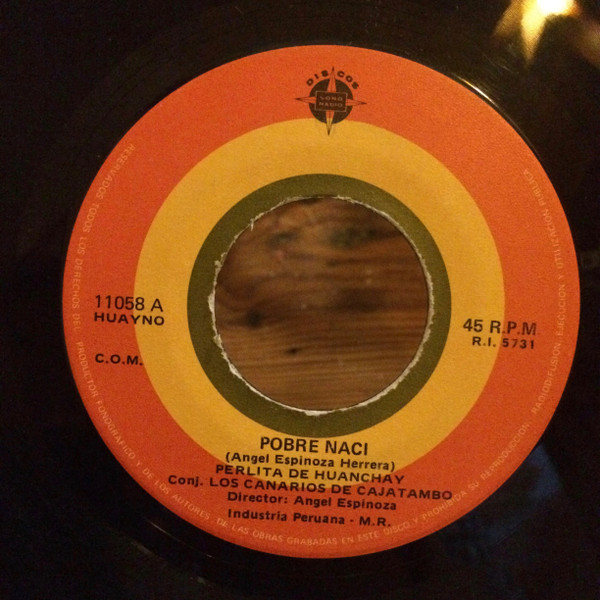 DISCOS
SONO
RADIO
11058 A
HUAYNO
C.O.M.
45 R.P.M.
R.I. 5731
POBRE NACI
(Angel Espinoza Herrera)
PERLITA DE HUANCHAY
Conj. LOS CANARIOS DE CAJATAMBO
Director: Angel Espinoza
Industria Peruana - M.R.
RESERVADOS TODOS LOS DERECHOS DEL PRODUCTOR FONOGRAFICO Y DE LOS AUTORES DE LAS OBRAS GRABADAS EN ESTE DISCO Y PROHIBIDA SU REPRODUCCION, RADIODIFUSION, EJECUCION Y